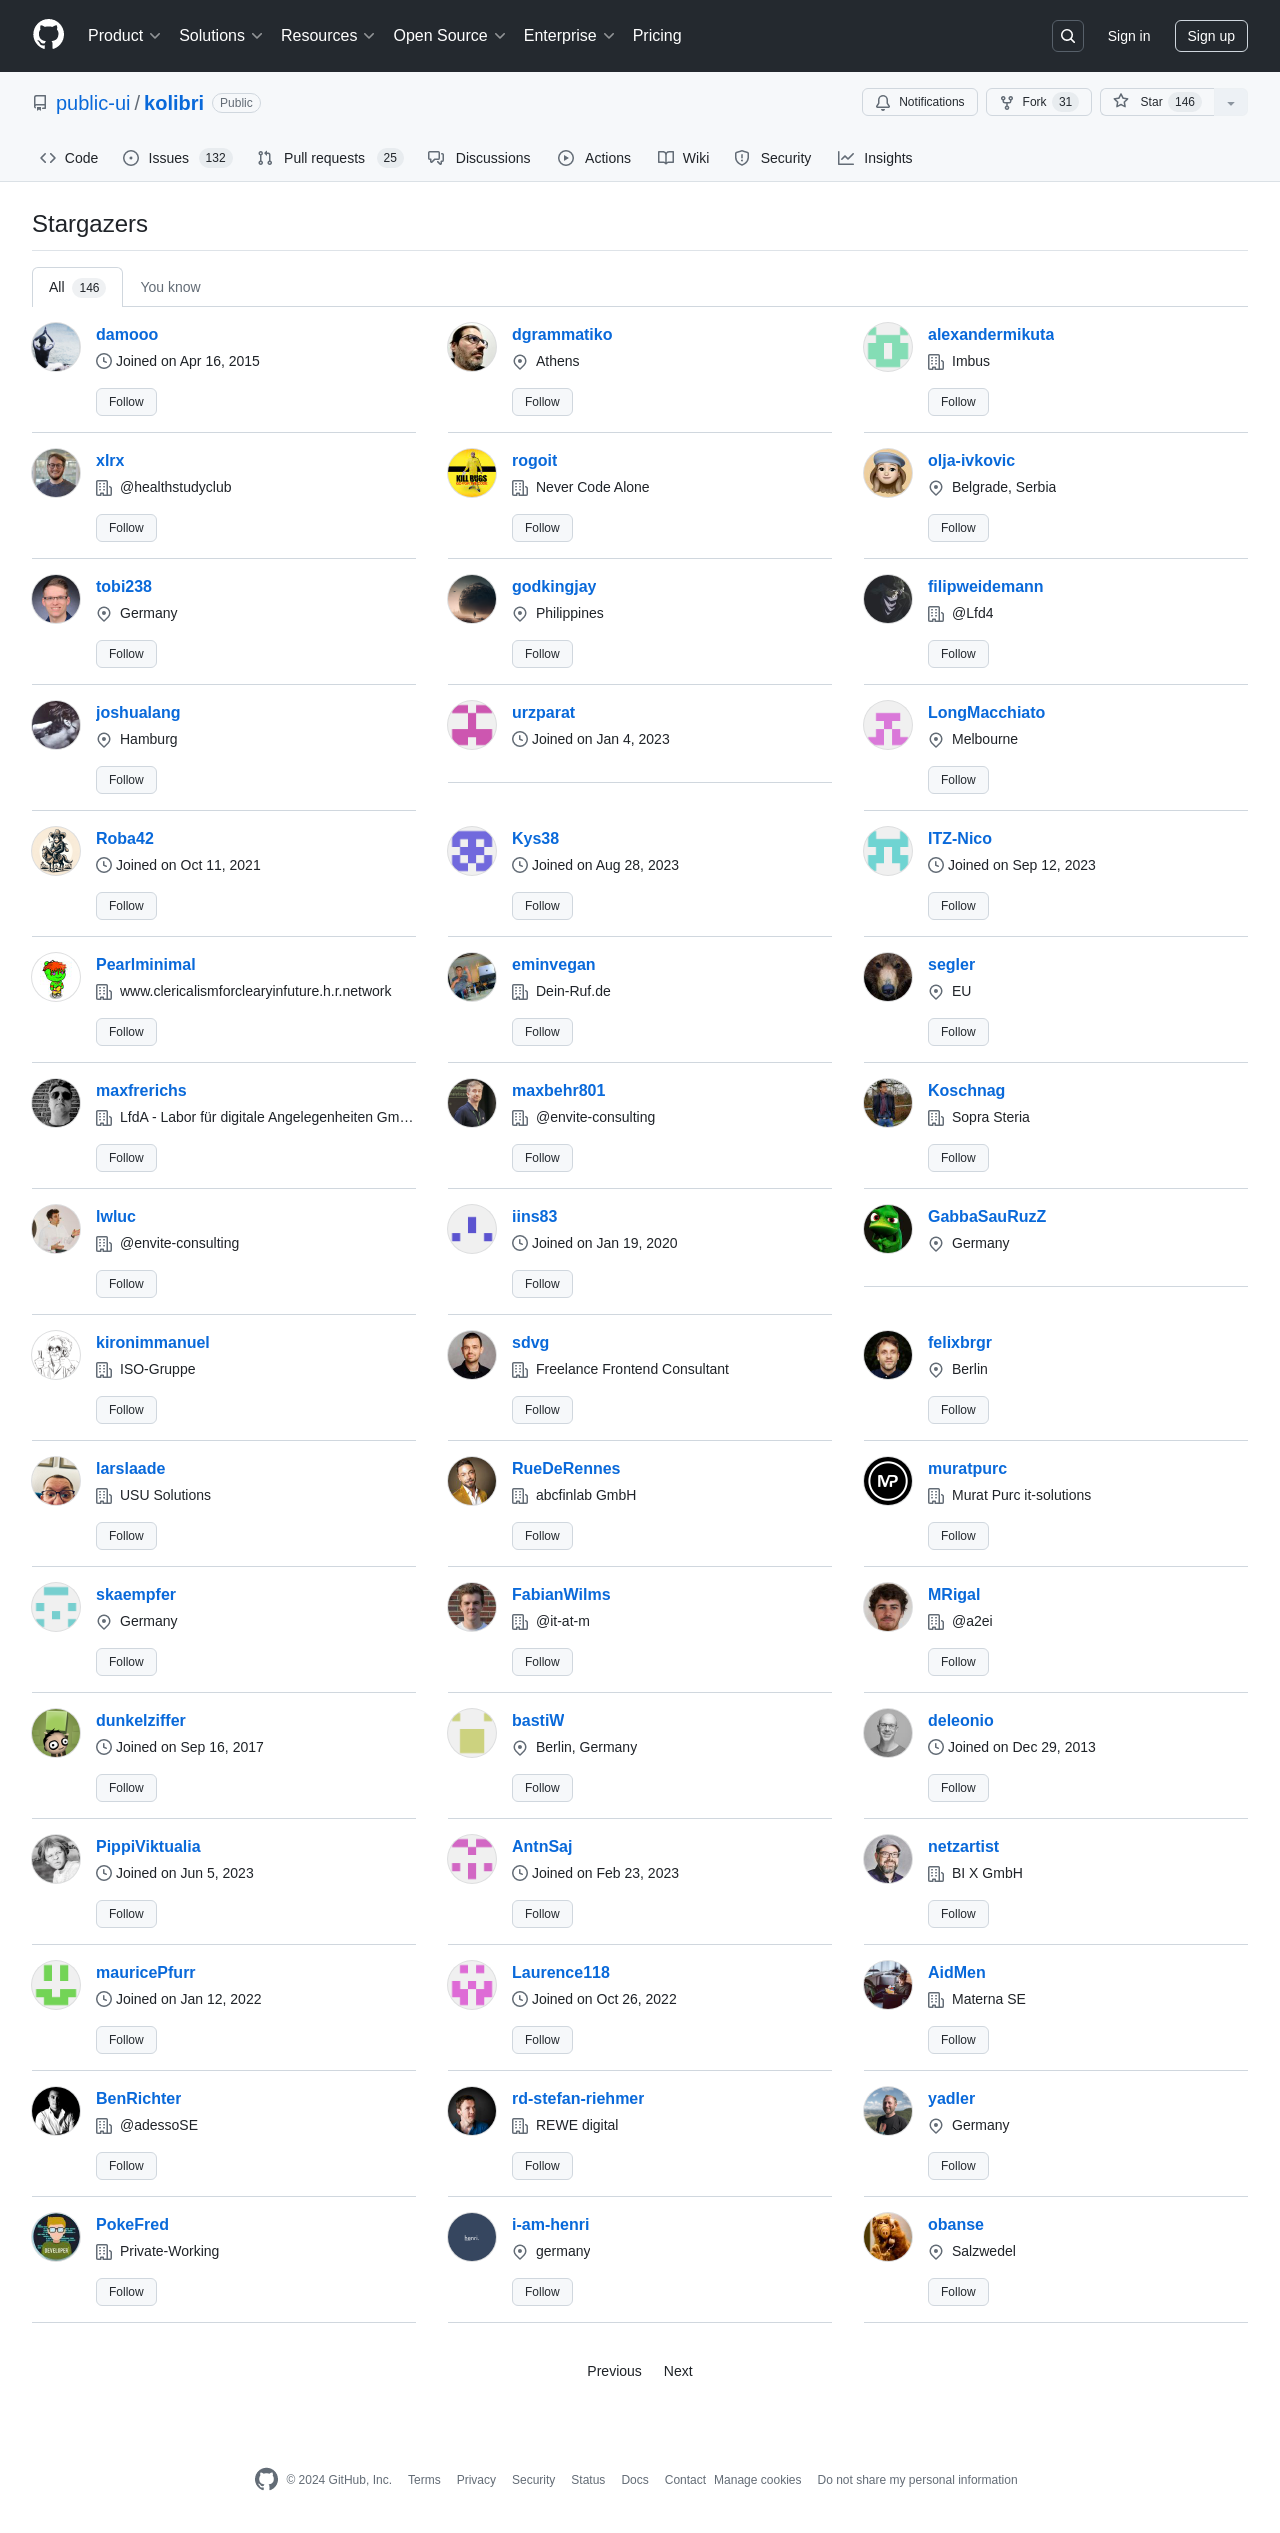 Product Solutions Resources Open Source Enterprise Pricing Sign in Sign up
public-ui / kolibri Public Notifications Fork 31 Star 146
Code Issues 132 Pull requests 25 Discussions Actions Wiki Security Insights
Stargazers
All 146 You know
damooo dgrammatiko alexandermikuta
Joined on Apr 16, 2015 Athens Imbus
Follow Follow Follow
xlrx rogoit olja-ivkovic
@healthstudyclub Never Code Alone Belgrade, Serbia
Follow Follow Follow
tobi238 godkingjay filipweidemann
Germany Philippines @Lfd4
Follow Follow Follow
joshualang urzparat LongMacchiato
Hamburg Joined on Jan 4, 2023 Melbourne
Follow Follow
Roba42 Kys38 ITZ-Nico
Joined on Oct 11, 2021 Joined on Aug 28, 2023 Joined on Sep 12, 2023
Follow Follow Follow
Pearlminimal eminvegan segler
www.clericalismforclearyinfuture.h.r.network Dein-Ruf.de EU
Follow Follow Follow
maxfrerichs maxbehr801 Koschnag
LfdA - Labor für digitale Angelegenheiten Gm… @envite-consulting Sopra Steria
Follow Follow Follow
lwluc iins83 GabbaSauRuzZ
@envite-consulting Joined on Jan 19, 2020 Germany
Follow Follow
kironimmanuel sdvg felixbrgr
ISO-Gruppe Freelance Frontend Consultant Berlin
Follow Follow Follow
larslaade RueDeRennes muratpurc
USU Solutions abcfinlab GmbH Murat Purc it-solutions
Follow Follow Follow
skaempfer FabianWilms MRigal
Germany @it-at-m @a2ei
Follow Follow Follow
dunkelziffer bastiW deleonio
Joined on Sep 16, 2017 Berlin, Germany Joined on Dec 29, 2013
Follow Follow Follow
PippiViktualia AntnSaj netzartist
Joined on Jun 5, 2023 Joined on Feb 23, 2023 BI X GmbH
Follow Follow Follow
mauricePfurr Laurence118 AidMen
Joined on Jan 12, 2022 Joined on Oct 26, 2022 Materna SE
Follow Follow Follow
BenRichter rd-stefan-riehmer yadler
@adessoSE REWE digital Germany
Follow Follow Follow
PokeFred i-am-henri obanse
Private-Working germany Salzwedel
Follow Follow Follow
Previous Next
© 2024 GitHub, Inc. Terms Privacy Security Status Docs Contact Manage cookies Do not share my personal information